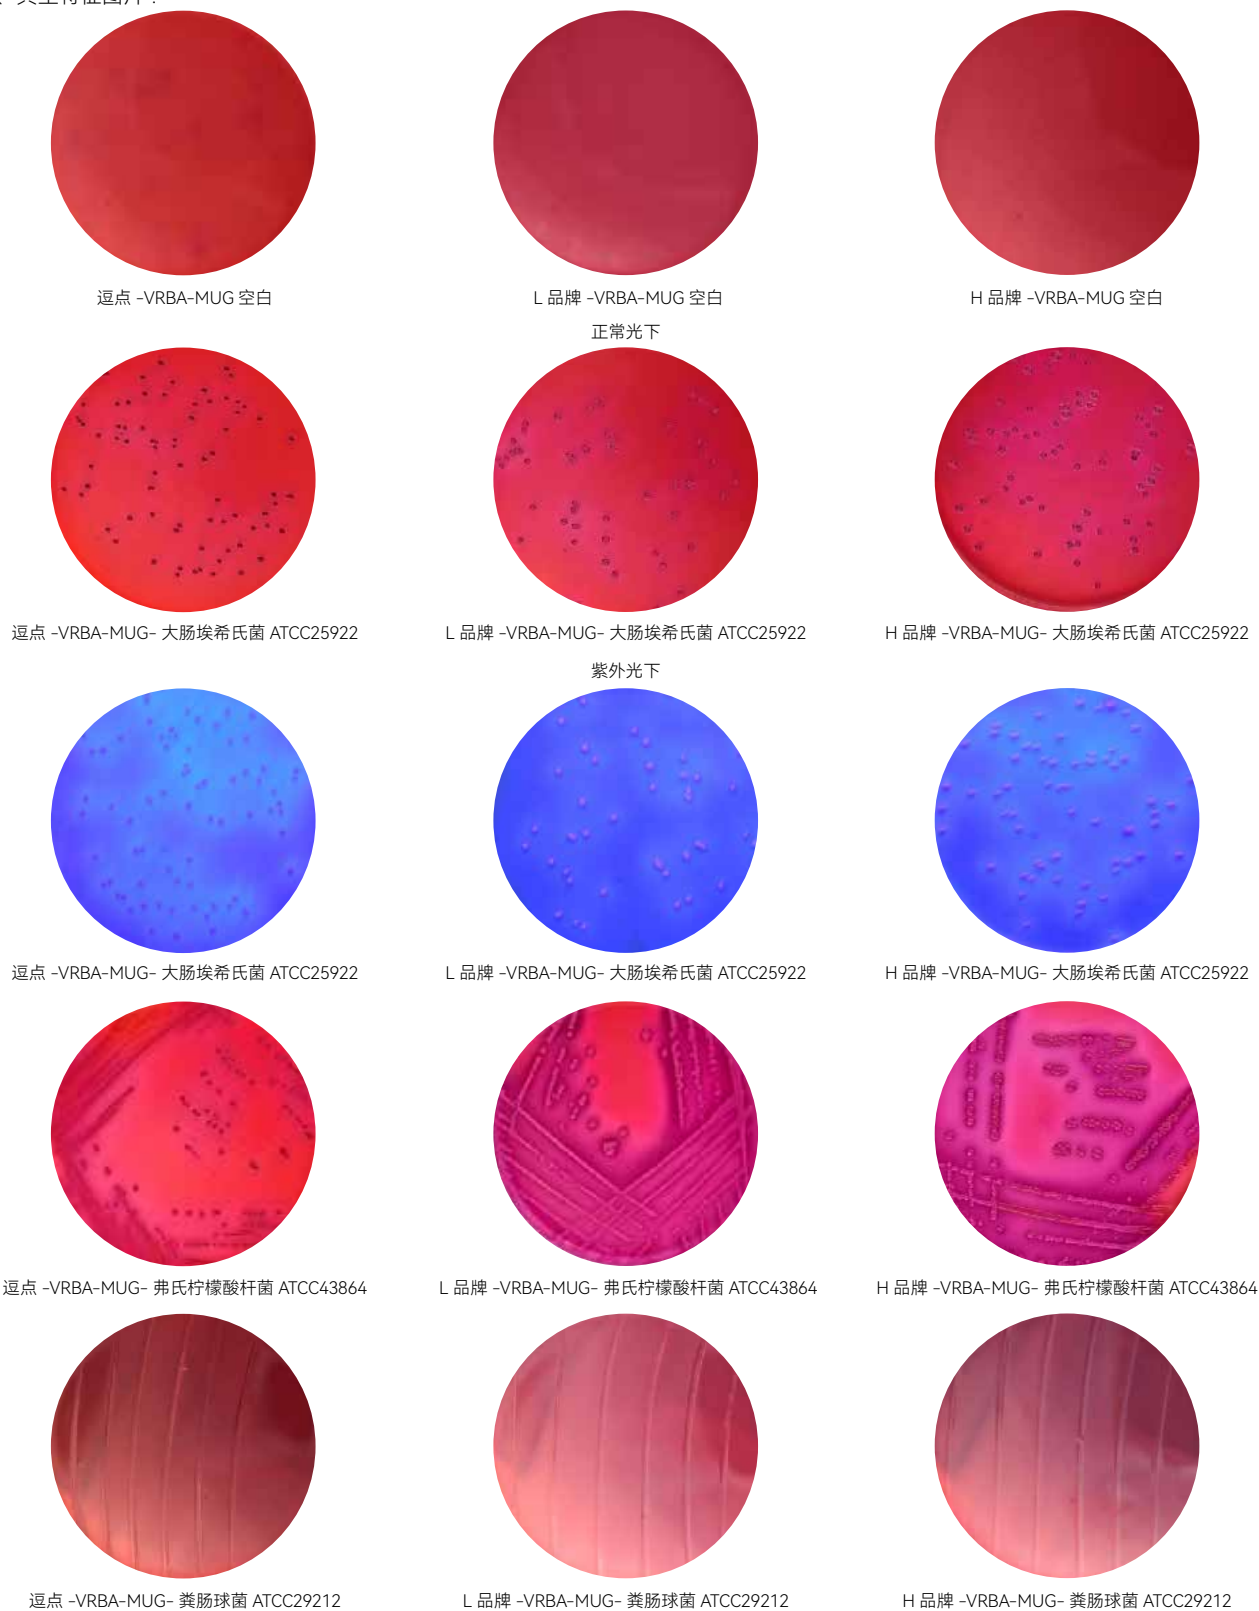 、典型特征图片：
逗点 -VRBA-MUG 空白
L 品牌 -VRBA-MUG 空白
H 品牌 -VRBA-MUG 空白
正常光下
逗点 -VRBA-MUG- 大肠埃希氏菌 ATCC25922
L 品牌 -VRBA-MUG- 大肠埃希氏菌 ATCC25922
H 品牌 -VRBA-MUG- 大肠埃希氏菌 ATCC25922
紫外光下
逗点 -VRBA-MUG- 大肠埃希氏菌 ATCC25922
L 品牌 -VRBA-MUG- 大肠埃希氏菌 ATCC25922
H 品牌 -VRBA-MUG- 大肠埃希氏菌 ATCC25922
逗点 -VRBA-MUG- 弗氏柠檬酸杆菌 ATCC43864
L 品牌 -VRBA-MUG- 弗氏柠檬酸杆菌 ATCC43864
H 品牌 -VRBA-MUG- 弗氏柠檬酸杆菌 ATCC43864
逗点 -VRBA-MUG- 粪肠球菌 ATCC29212
L 品牌 -VRBA-MUG- 粪肠球菌 ATCC29212
H 品牌 -VRBA-MUG- 粪肠球菌 ATCC29212